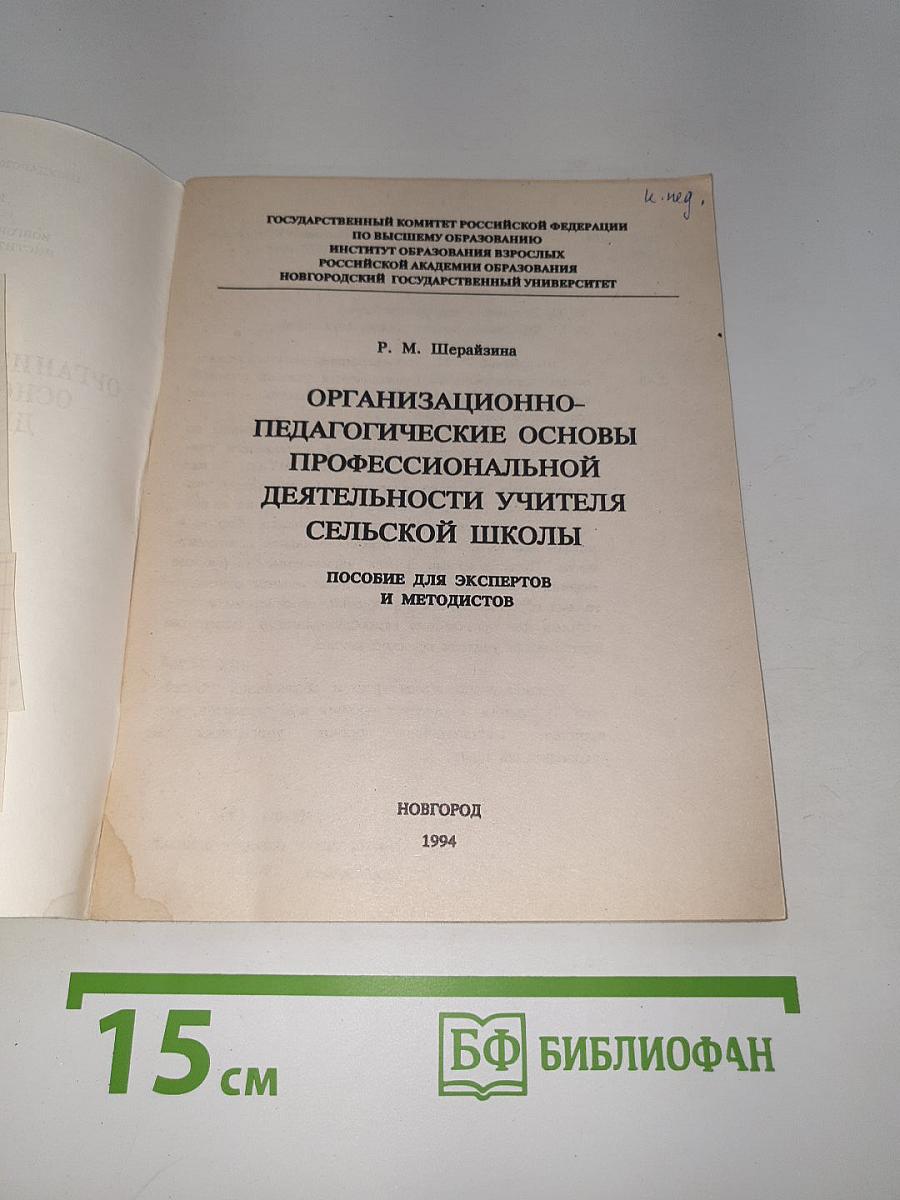 к.пед.
ГОСУДАРСТВЕННЫЙ КОМИТЕТ РОССИЙСКОЙ ФЕДЕРАЦИИ
ПО ВЫСШЕМУ ОБРАЗОВАНИЮ
ИНСТИТУТ ОБРАЗОВАНИЯ ВЗРОСЛЫХ
РОССИЙСКОЙ АКАДЕМИИ ОБРАЗОВАНИЯ
НОВГОРОДСКИЙ ГОСУДАРСТВЕННЫЙ УНИВЕРСИТЕТ
Р. М. Шерайзина
ОРГАНИЗАЦИОННО-
ПЕДАГОГИЧЕСКИЕ ОСНОВЫ
ПРОФЕССИОНАЛЬНОЙ
ДЕЯТЕЛЬНОСТИ УЧИТЕЛЯ
СЕЛЬСКОЙ ШКОЛЫ
ПОСОБИЕ ДЛЯ ЭКСПЕРТОВ
И МЕТОДИСТОВ
НОВГОРОД
1994
15 см
БФ БИБЛИОФАН